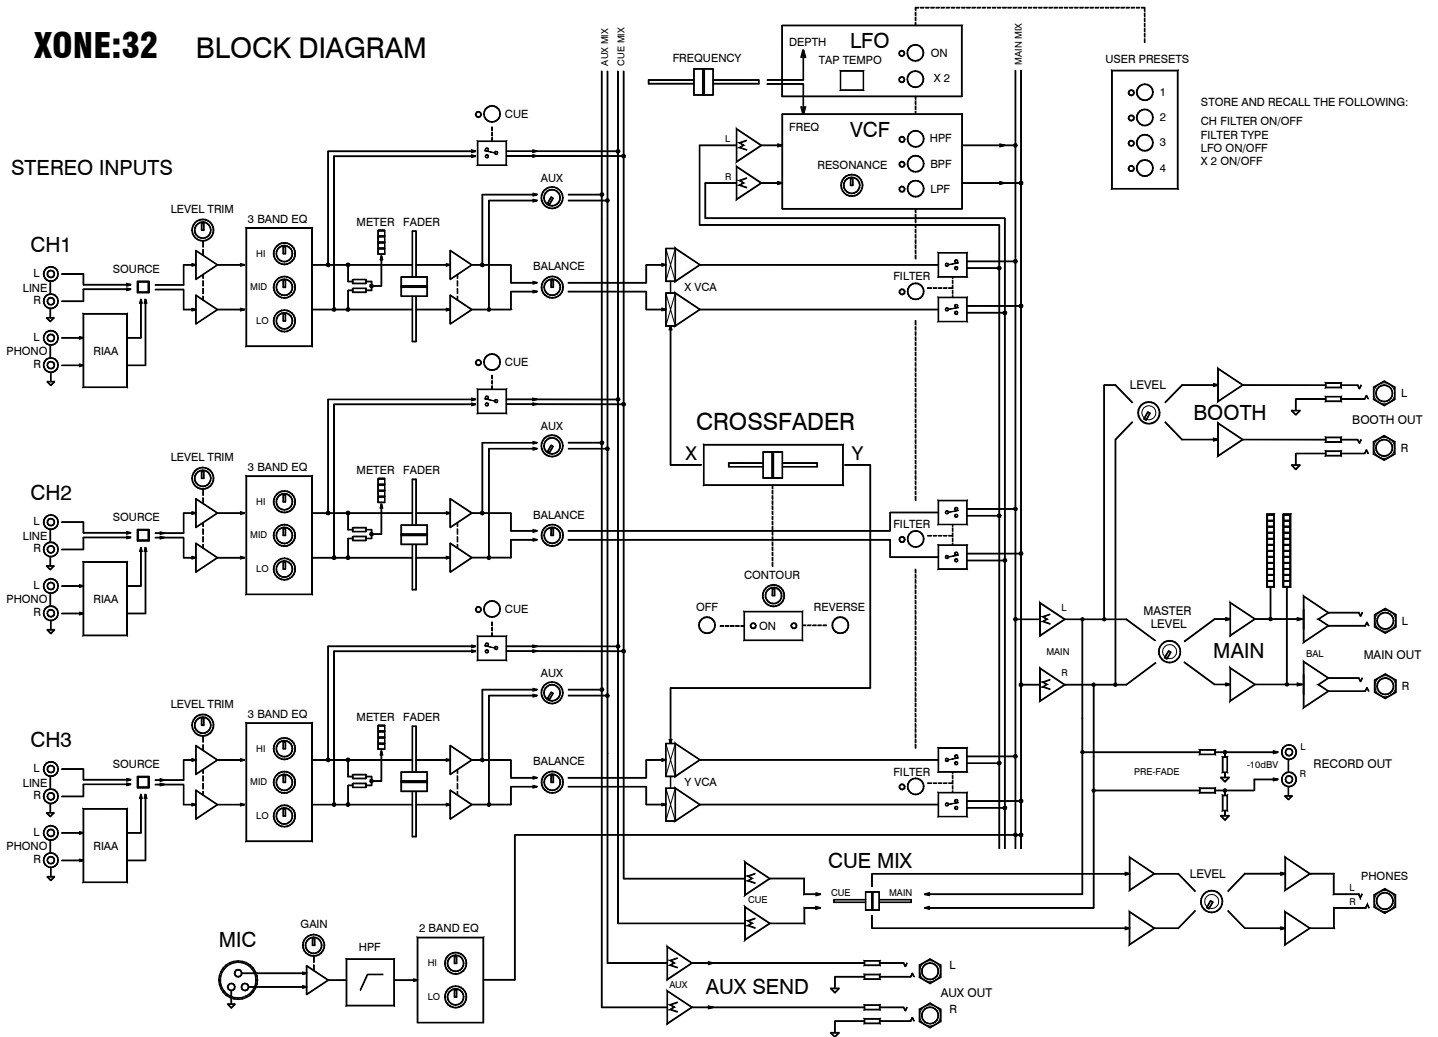 XONE:32 BLOCK DIAGRAM
AUX MIX
CUE MIX
MAIN MIX
FREQUENCY
DEPTH
LFO
TAP TEMPO
ON
X 2
USER PRESETS
1
2
3
4
STORE AND RECALL THE FOLLOWING:
CH FILTER ON/OFF
FILTER TYPE
LFO ON/OFF
X 2 ON/OFF
FREQ
VCF
RESONANCE
HPF
BPF
LPF
L
R
STEREO INPUTS
CH1
L
LINE
R
L
PHONO
R
RIAA
SOURCE
LEVEL TRIM
3 BAND EQ
HI
MID
LO
METER
FADER
CUE
AUX
BALANCE
X VCA
FILTER
CH2
L
LINE
R
L
PHONO
R
RIAA
SOURCE
LEVEL TRIM
3 BAND EQ
HI
MID
LO
METER
FADER
CUE
AUX
BALANCE
FILTER
CROSSFADER
X
Y
CONTOUR
OFF
ON
REVERSE
CH3
L
LINE
R
L
PHONO
R
RIAA
SOURCE
LEVEL TRIM
3 BAND EQ
HI
MID
LO
METER
FADER
CUE
AUX
BALANCE
Y VCA
FILTER
LEVEL
BOOTH
L
BOOTH OUT
R
L
MAIN
R
MASTER
LEVEL
MAIN
BAL
L
MAIN OUT
R
PRE-FADE
-10dBV
L
R
RECORD OUT
CUE MIX
CUE
CUE
MAIN
LEVEL
PHONES
L
R
MIC
GAIN
HPF
2 BAND EQ
HI
LO
AUX
AUX SEND
L
AUX OUT
R